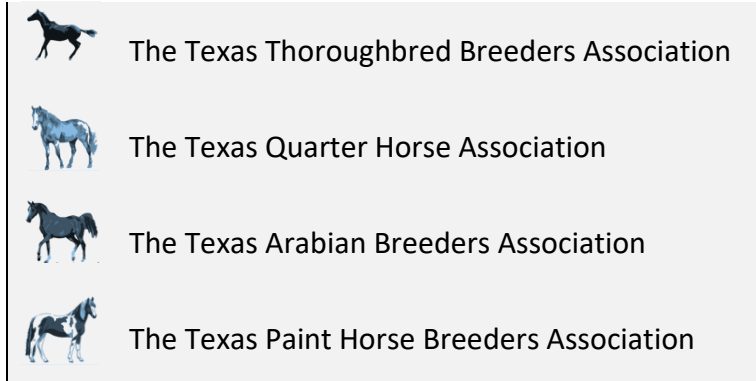 The Texas Thoroughbred Breeders Association
The Texas Quarter Horse Association
The Texas Arabian Breeders Association
The Texas Paint Horse Breeders Association